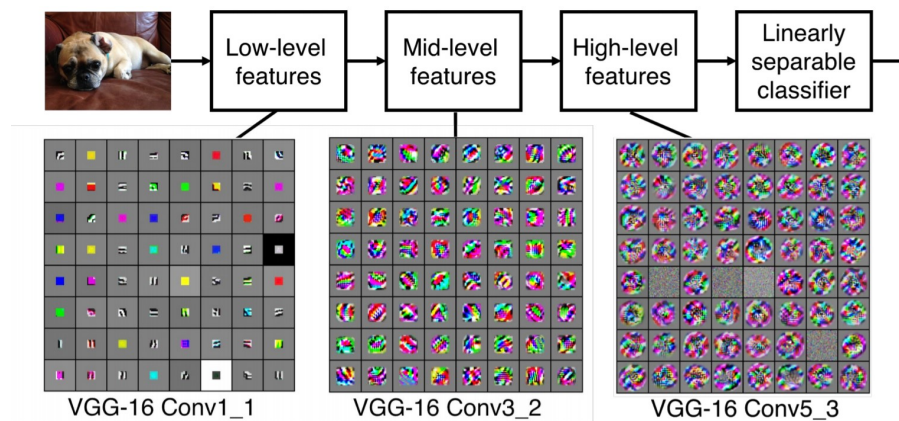 Low-level
features
Mid-level
features
High-level
features
Linearly
separable
classifier
VGG-16 Conv1_1
VGG-16 Conv3_2
VGG-16 Conv5_3